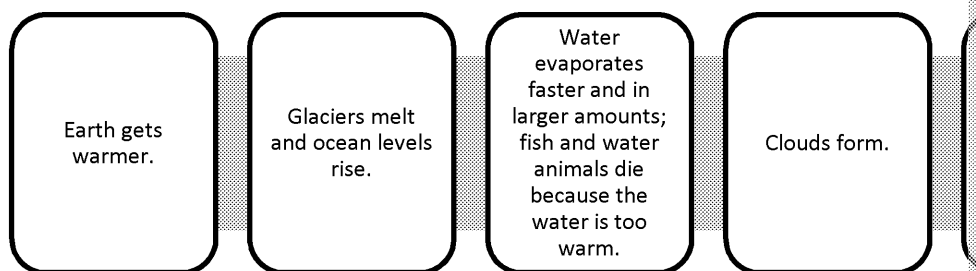 Earth gets
warmer.
Glaciers melt
and ocean levels
rise.
Water
evaporates
faster and in
larger amounts;
fish and water
animals die
because the
water is too
warm.
Clouds form.